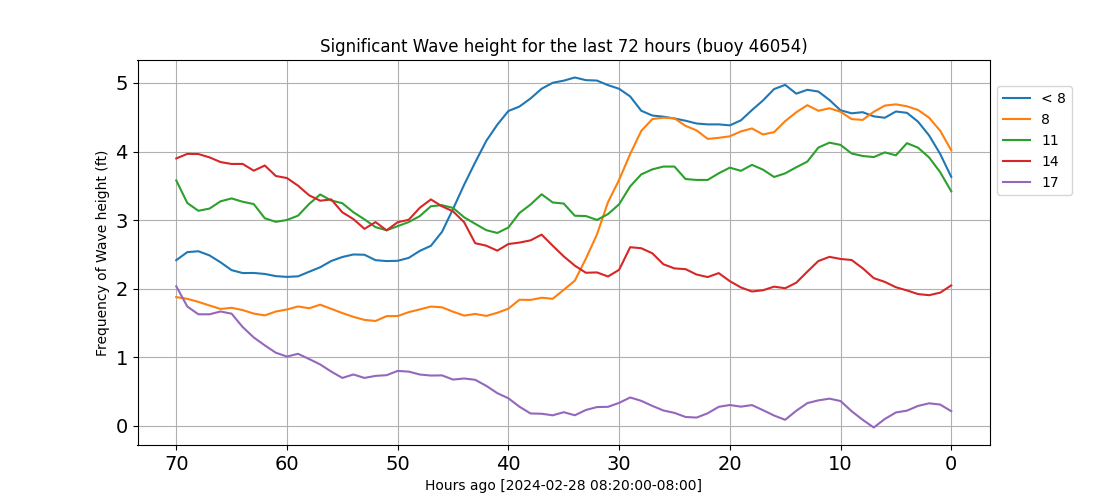 Significant Wave height for the last 72 hours (buoy 46054)
Frequency of Wave height (ft)
5
4
3
2
1
0
70 60 50 40 30 20 10 0
Hours ago [2024-02-28 08:20:00-08:00]
< 8
8
11
14
17